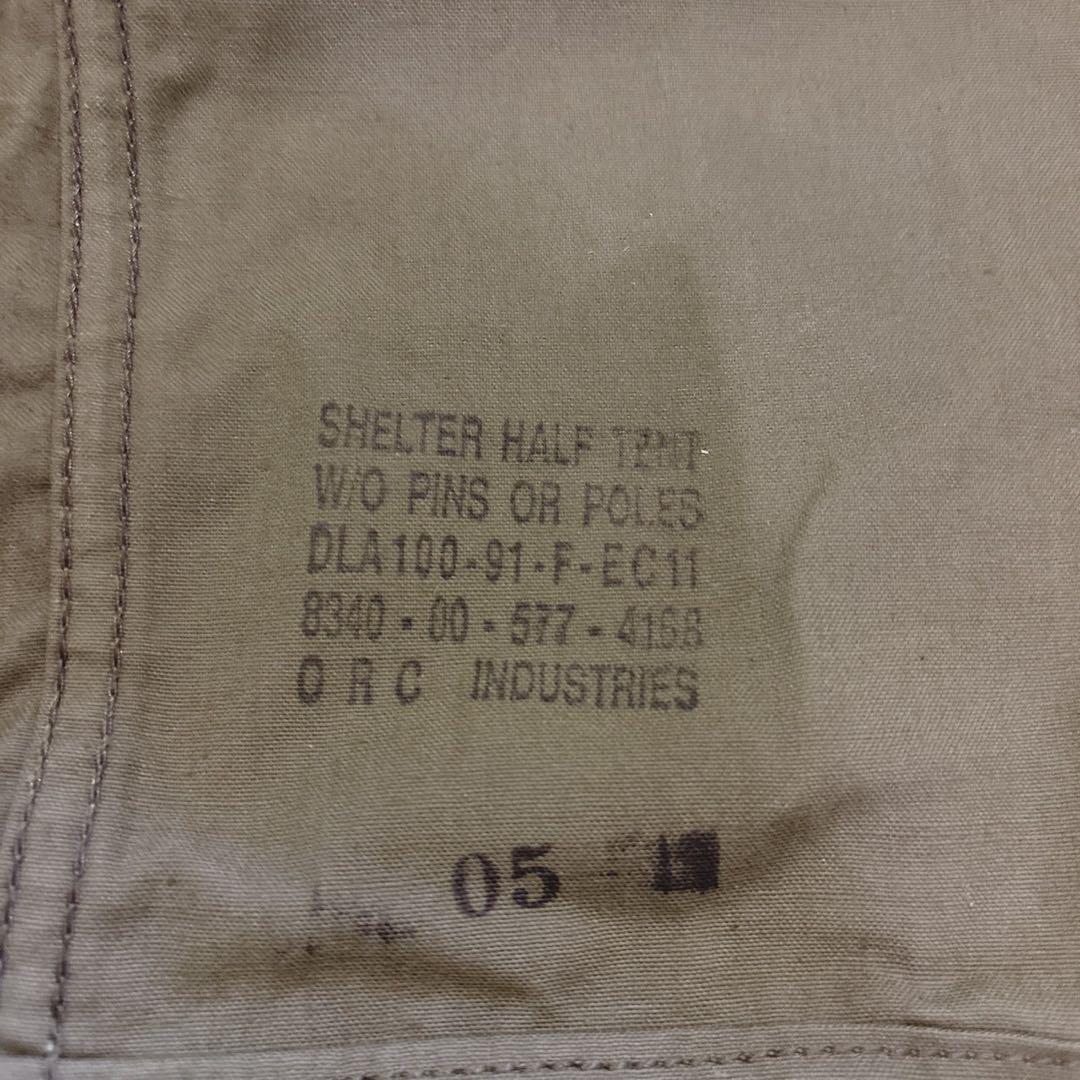 SHELTER HALF TENT
W/O PINS OR POLES
DLA100-91-F-EC11
8340-00-577-4168
O R C INDUSTRIES
05